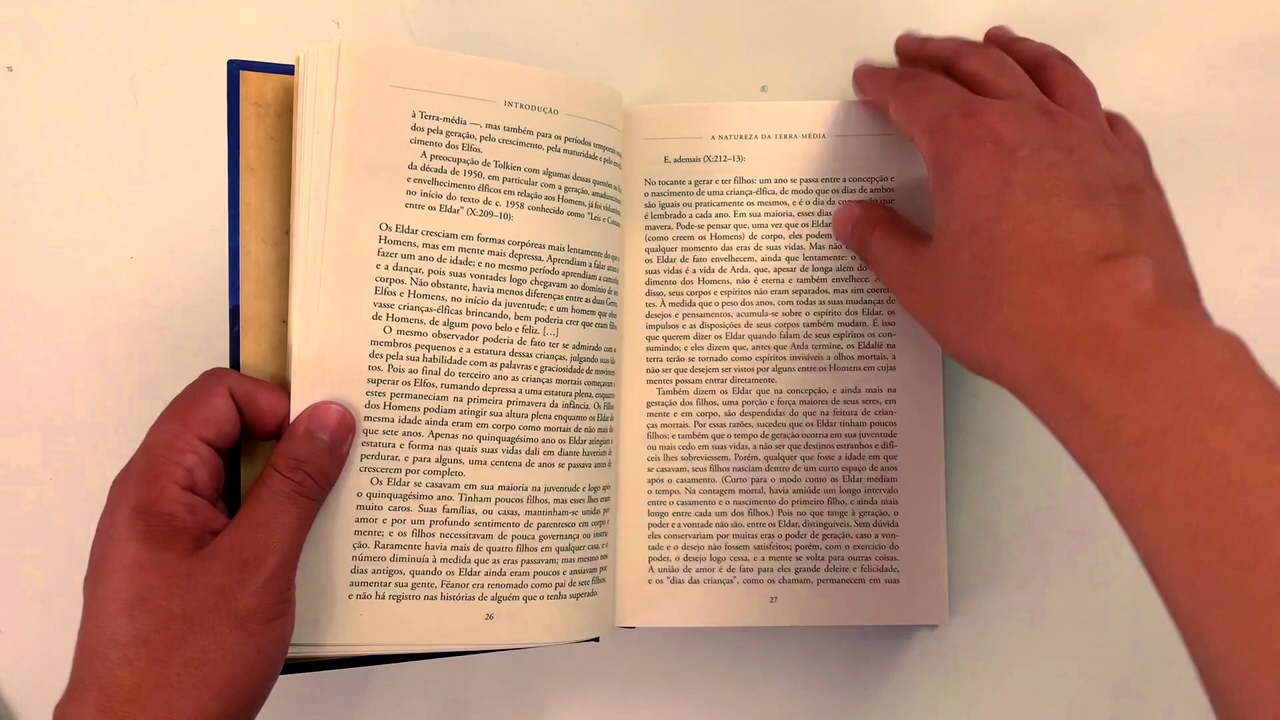 INTRODUÇÃO
à Terra-média —, mas também para os períodos
dos pela geração, pelo crescimento, pela maturidade e pelo
cimento dos Elfos.
A preocupação de Tolkien com algumas dessas
da década de 1950, em particular com a geração,
e envelhecimento élficos em relação aos Homens, já foi
no início do texto de c. 1958 conhecido como “Leis e
entre os Eldar” (X:209–10):
Os Eldar cresciam em formas corpóreas mais lentamente do que
Homens, mas em mente mais depressa. Aprendiam a falar
fazer um ano de idade; e no mesmo período aprendiam a
e a dançar, pois suas vontades logo chegavam ao domínio de
corpos. Não obstante, havia menos diferenças entre as duas
Elfos e Homens, no início da juventude; e um homem que
vasse crianças-élficas brincando, bem poderia crer que eram
de Homens, de algum povo belo e feliz. [...]
O mesmo observador poderia de fato ter se admirado com
membros pequenos e a estatura dessas crianças, julgando sua
des pela sua habilidade com as palavras e graciosidade de
tos. Pois ao final do terceiro ano as crianças mortais começavam
superar os Elfos, rumando depressa a uma estatura plena, enquanto
estes permaneciam na primeira primavera da infância. Os
dos Homens podiam atingir sua altura plena enquanto os Eldar
mesma idade ainda eram em corpo como mortais de não mais
que sete anos. Apenas no quinquagésimo ano os Eldar atingiam
estatura e forma nas quais suas vidas dali em diante haveriam
perdurar, e para alguns, uma centena de anos se passava antes de
crescerem por completo.
Os Eldar se casavam em sua maioria na juventude e logo após
o quinquagésimo ano. Tinham poucos filhos, mas esses lhes eram
muito caros. Suas famílias, ou casas, mantinham-se unidas por
amor e por um profundo sentimento de parentesco em corpo e
mente; e os filhos necessitavam de pouca governança ou instru-
ção. Raramente havia mais de quatro filhos em qualquer casa, e o
número diminuía à medida que as eras passavam; mas mesmo nos
dias antigos, quando os Eldar ainda eram poucos e ansiavam por
aumentar sua gente, Fëanor era renomado como pai de sete filhos,
e não há registro nas histórias de alguém que o tenha superado.
26
A NATUREZA DA TERRA-MÉDIA
E, ademais (X:212–13):
No tocante a gerar e ter filhos: um ano se passa entre a concepção e
o nascimento de uma criança-élfica, de modo que os dias de ambos
são iguais ou praticamente os mesmos, e é o dia da concepção que
é lembrado a cada ano. Em sua maioria, esses dias
mavera. Pode-se pensar que, uma vez que os Eldar
(como creem os Homens) de corpo, eles podem
qualquer momento das eras de suas vidas. Mas não
os Eldar de fato envelhecem, ainda que lentamente: o
suas vidas é a vida de Arda, que, apesar de longa além do
dimento dos Homens, não é eterna e também envelhece.
disso, seus corpos e espíritos não eram separados, mas sim coeren-
tes. À medida que o peso dos anos, com todas as suas mudanças de
desejos e pensamentos, acumula-se sobre o espírito dos Eldar, os
impulsos e as disposições de seus corpos também mudam. É isso
que querem dizer os Eldar quando falam de seus espíritos os con-
sumindo; e eles dizem que, antes que Arda termine, os Eldalië na
terra terão se tornado como espíritos invisíveis a olhos mortais, a
não ser que desejem ser vistos por alguns entre os Homens em cujas
mentes possam entrar diretamente.
Também dizem os Eldar que na concepção, e ainda mais na
gestação dos filhos, uma porção e força maiores de seus seres, em
mente e em corpo, são despendidas do que na feitura de crian-
ças mortais. Por essas razões, sucedeu que os Eldar tinham poucos
filhos; e também que o tempo de geração ocorria em sua juventude
ou mais cedo em suas vidas, a não ser que destinos estranhos e difí-
ceis lhes sobreviessem. Porém, qualquer que fosse a idade em que
se casavam, seus filhos nasciam dentro de um curto espaço de anos
após o casamento. (Curto para o modo como os Eldar mediam
o tempo. Na contagem mortal, havia amiúde um longo intervalo
entre o casamento e o nascimento do primeiro filho, e ainda mais
longo entre cada um dos filhos.) Pois no que tange à geração, o
poder e a vontade não são, entre os Eldar, distinguíveis. Sem dúvida
eles conservariam por muitas eras o poder de geração, caso a von-
tade e o desejo não fossem satisfeitos; porém, com o exercício do
poder, o desejo logo cessa, e a mente se volta para outras coisas.
A união de amor é de fato para eles grande deleite e felicidade,
e os “dias das crianças”, como os chamam, permanecem em suas
27